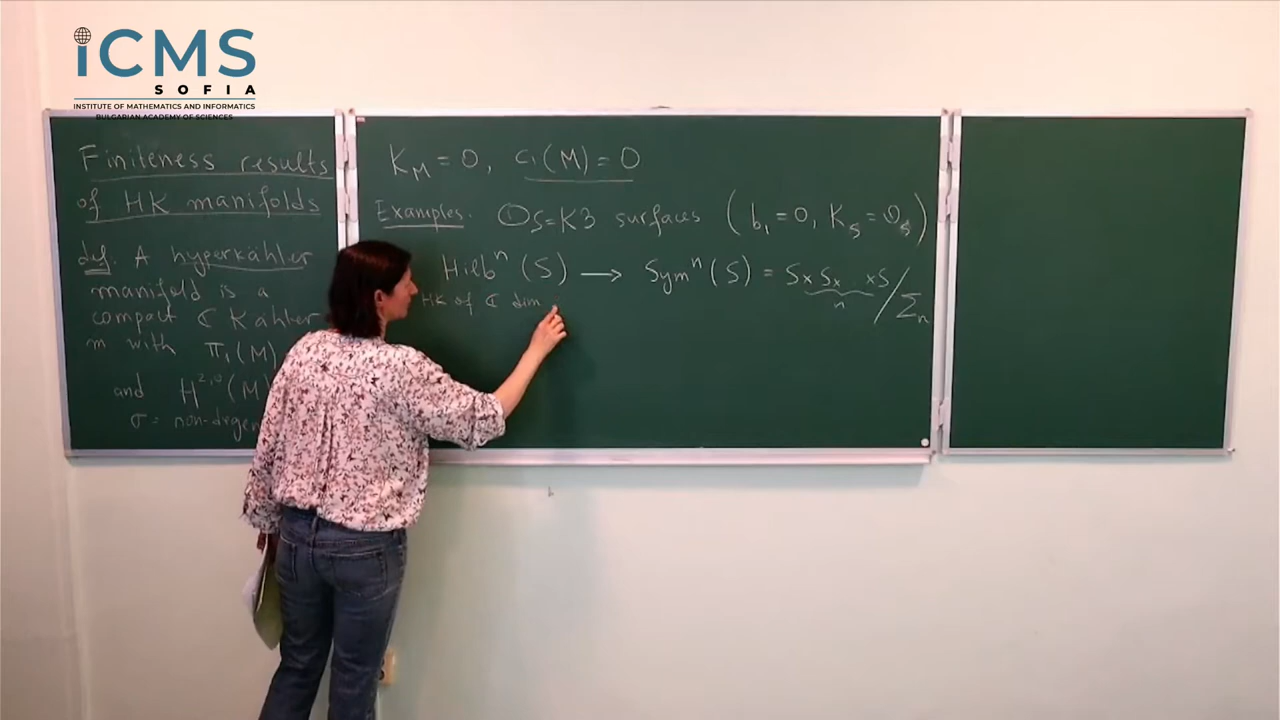 iCMS
SOFIA
INSTITUTE OF MATHEMATICS AND INFORMATICS
BULGARIAN ACADEMY OF SCIENCES
Finiteness results
of HK manifolds
def. A hyperkähler
manifold is a
compact ℂ Kähler
m with π₁(M)
and H²,⁰(M)
σ = non-degen
K_M = 0, c₁(M) = 0
Examples. ① S=K3 surfaces (b₁ = 0, K_S = 𝒪_S)
Hilbⁿ(S) → Symⁿ(S) = S×S× ×S/Σ_n
n
HK of ℂ dim